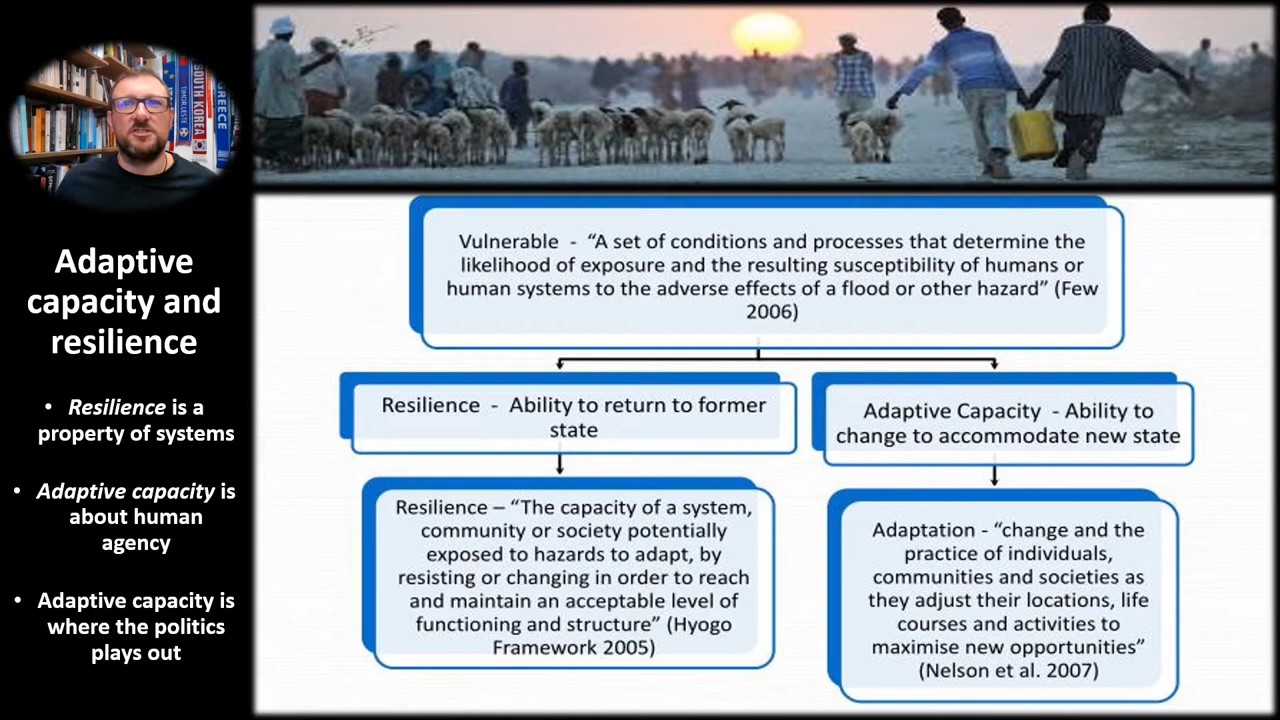 SOUTH KOREA
TIMOR-LESTE
GREECE
Adaptive
capacity and
resilience
• Resilience is a
property of systems
• Adaptive capacity is
about human
agency
• Adaptive capacity is
where the politics
plays out
Vulnerable - “A set of conditions and processes that determine the
likelihood of exposure and the resulting susceptibility of humans or
human systems to the adverse effects of a flood or other hazard” (Few
2006)
Resilience - Ability to return to former
state
Adaptive Capacity - Ability to
change to accommodate new state
Resilience – “The capacity of a system,
community or society potentially
exposed to hazards to adapt, by
resisting or changing in order to reach
and maintain an acceptable level of
functioning and structure” (Hyogo
Framework 2005)
Adaptation - “change and the
practice of individuals,
communities and societies as
they adjust their locations, life
courses and activities to
maximise new opportunities”
(Nelson et al. 2007)